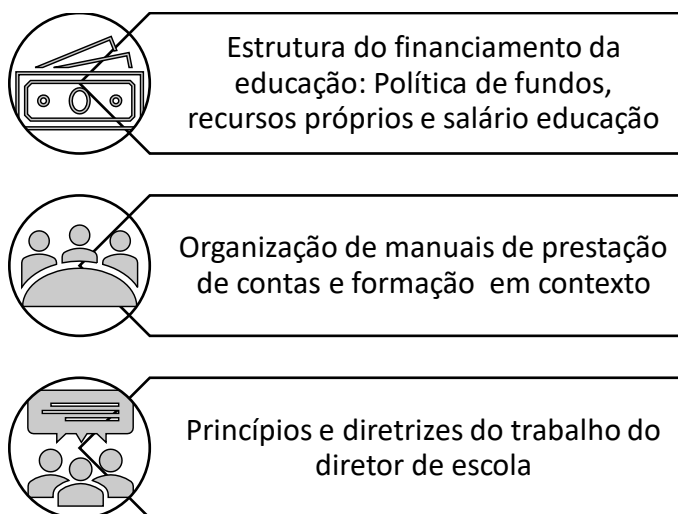 Estrutura do financiamento da
educação: Política de fundos,
recursos próprios e salário educação
Organização de manuais de prestação
de contas e formação em contexto
Princípios e diretrizes do trabalho do
diretor de escola